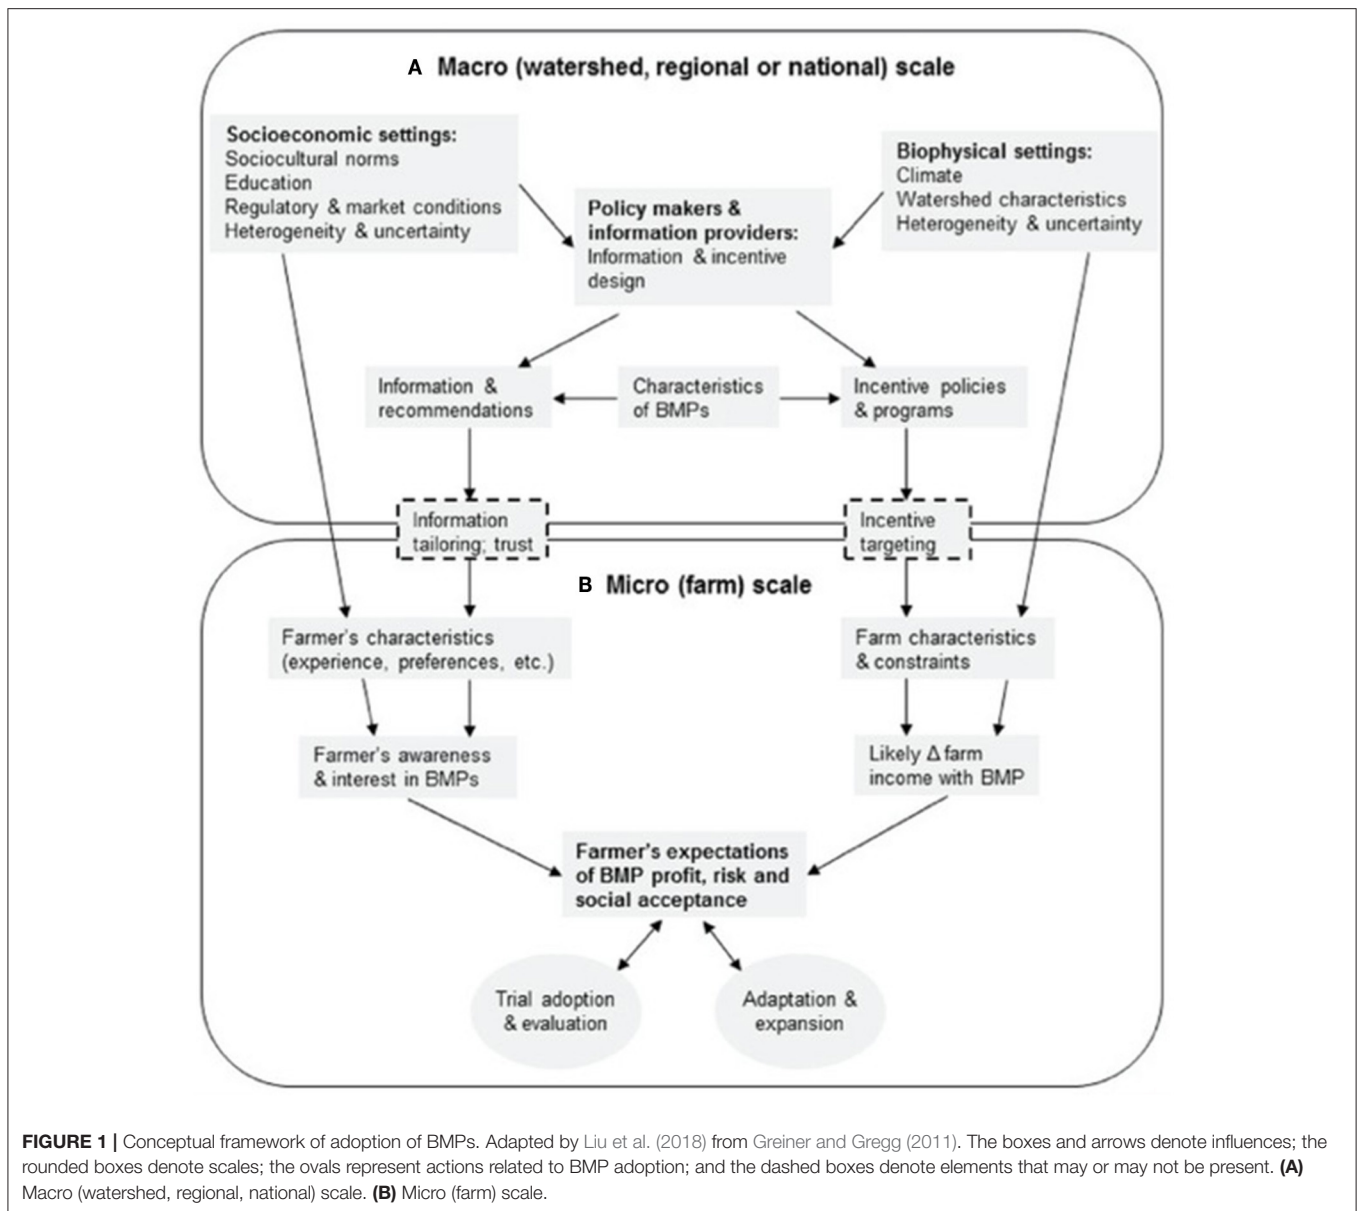 A Macro (watershed, regional or national) scale
Socioeconomic settings:
Sociocultural norms
Education
Regulatory & market conditions
Heterogeneity & uncertainty
Biophysical settings:
Climate
Watershed characteristics
Heterogeneity & uncertainty
Policy makers &
information providers:
Information & incentive
design
Information &
recommendations
Characteristics
of BMPs
Incentive policies
& programs
Information
tailoring; trust
Incentive
targeting
B Micro (farm) scale
Farmer's characteristics
(experience, preferences, etc.)
Farm characteristics
& constraints
Farmer's awareness
& interest in BMPs
Likely Δ farm
income with BMP
Farmer's expectations
of BMP profit, risk and
social acceptance
Trial adoption
& evaluation
Adaptation &
expansion
FIGURE 1 | Conceptual framework of adoption of BMPs. Adapted by Liu et al. (2018) from Greiner and Gregg (2011). The boxes and arrows denote influences; the
rounded boxes denote scales; the ovals represent actions related to BMP adoption; and the dashed boxes denote elements that may or may not be present. (A)
Macro (watershed, regional, national) scale. (B) Micro (farm) scale.